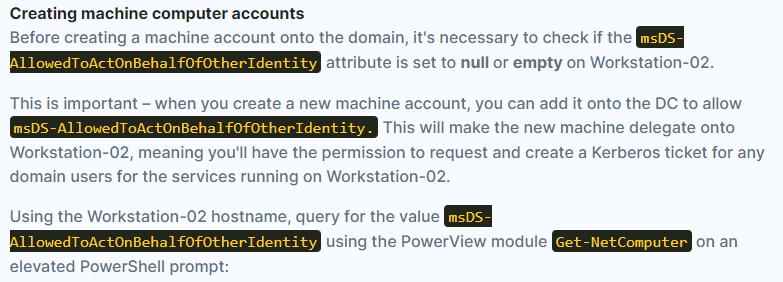 Creating machine computer accounts
Before creating a machine account onto the domain, it's necessary to check if the msDS-
AllowedToActOnBehalfOfOtherIdentity attribute is set to null or empty on Workstation-02.
This is important – when you create a new machine account, you can add it onto the DC to allow
msDS-AllowedToActOnBehalfOfOtherIdentity. This will make the new machine delegate onto
Workstation-02, meaning you'll have the permission to request and create a Kerberos ticket for any
domain users for the services running on Workstation-02.
Using the Workstation-02 hostname, query for the value msDS-
AllowedToActOnBehalfOfOtherIdentity using the PowerView module Get-NetComputer on an
elevated PowerShell prompt: